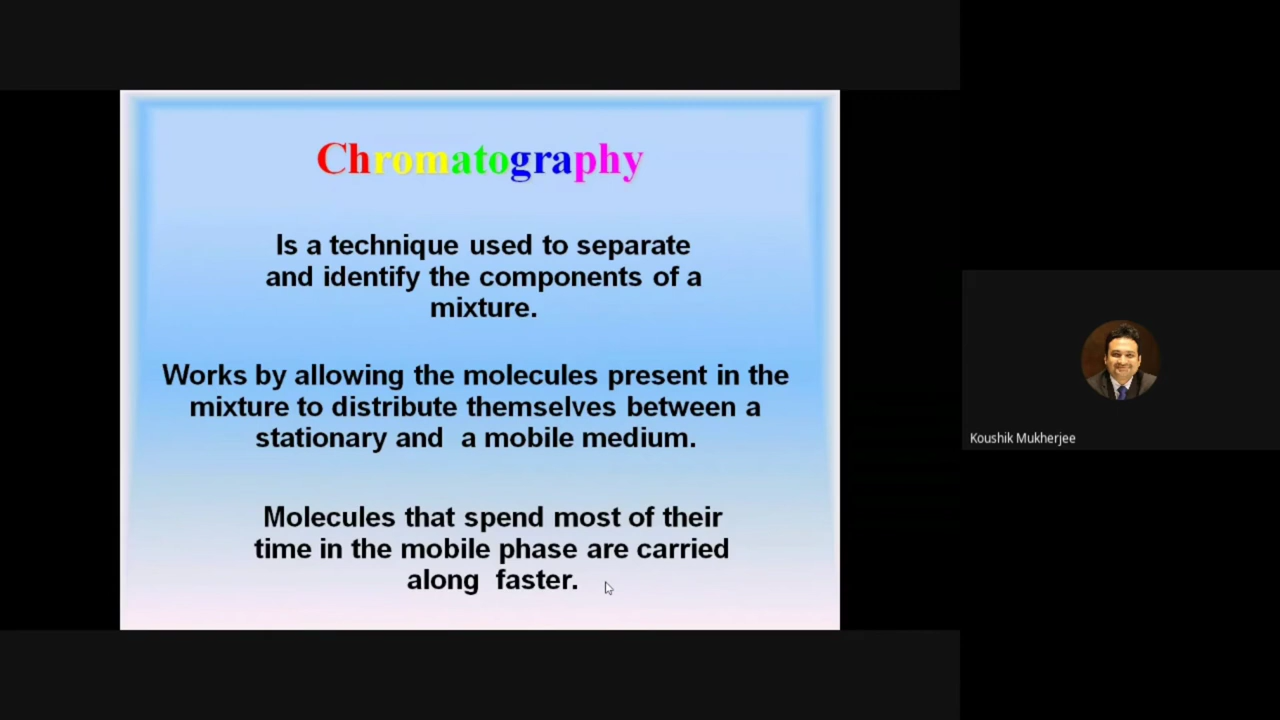 Chromatography
Is a technique used to separate
and identify the components of a
mixture.
Works by allowing the molecules present in the
mixture to distribute themselves between a
stationary and a mobile medium.
Molecules that spend most of their
time in the mobile phase are carried
along faster.
Koushik Mukherjee